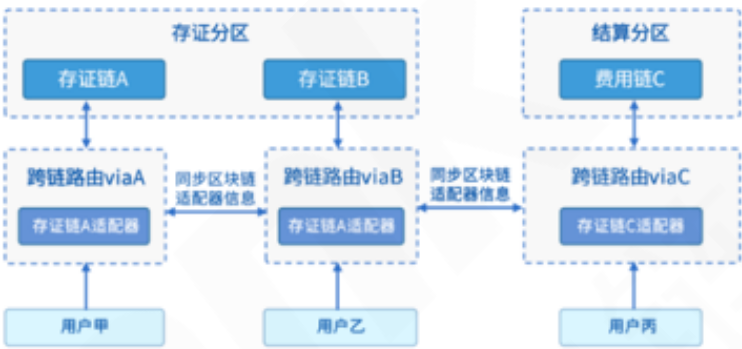 存证分区
结算分区
存证链A
存证链B
费用链C
跨链路由viaA
同步区块链
适配器信息
跨链路由viaB
同步区块链
适配器信息
跨链路由viaC
存证链A适配器
存证链A适配器
存证链C适配器
用户甲
用户乙
用户丙